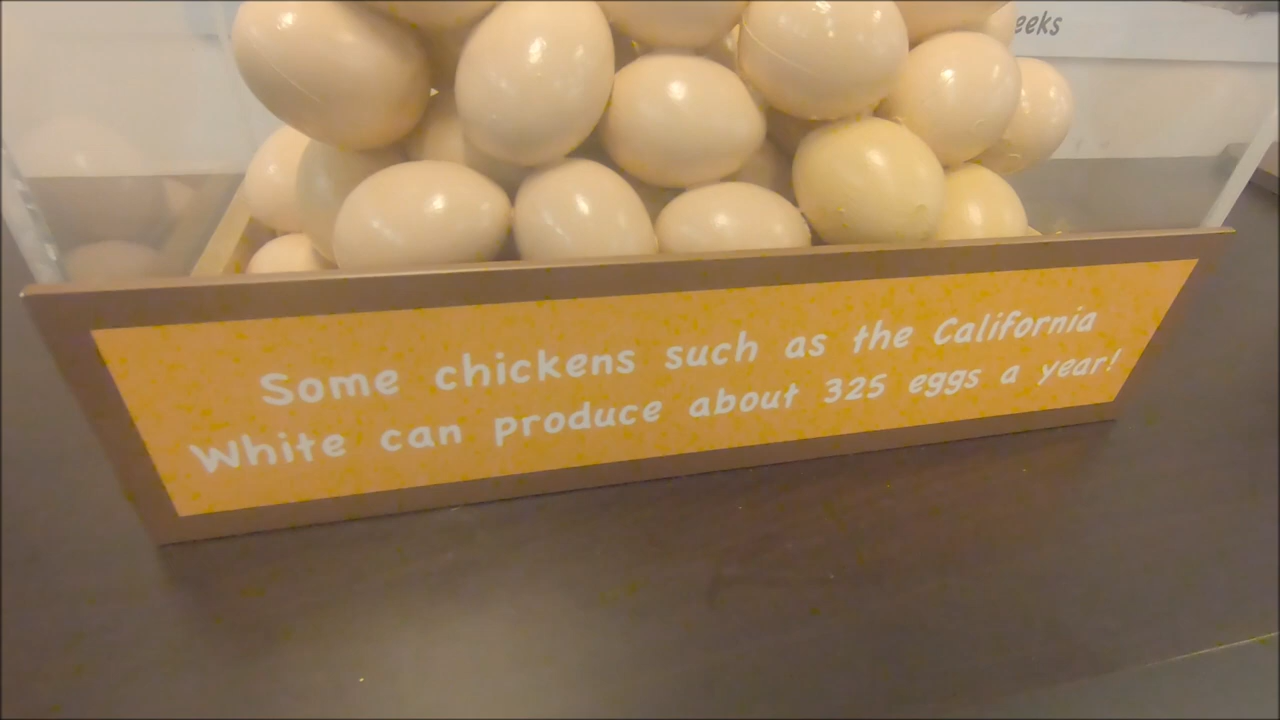 Some chickens such as the California
White can produce about 325 eggs a year!